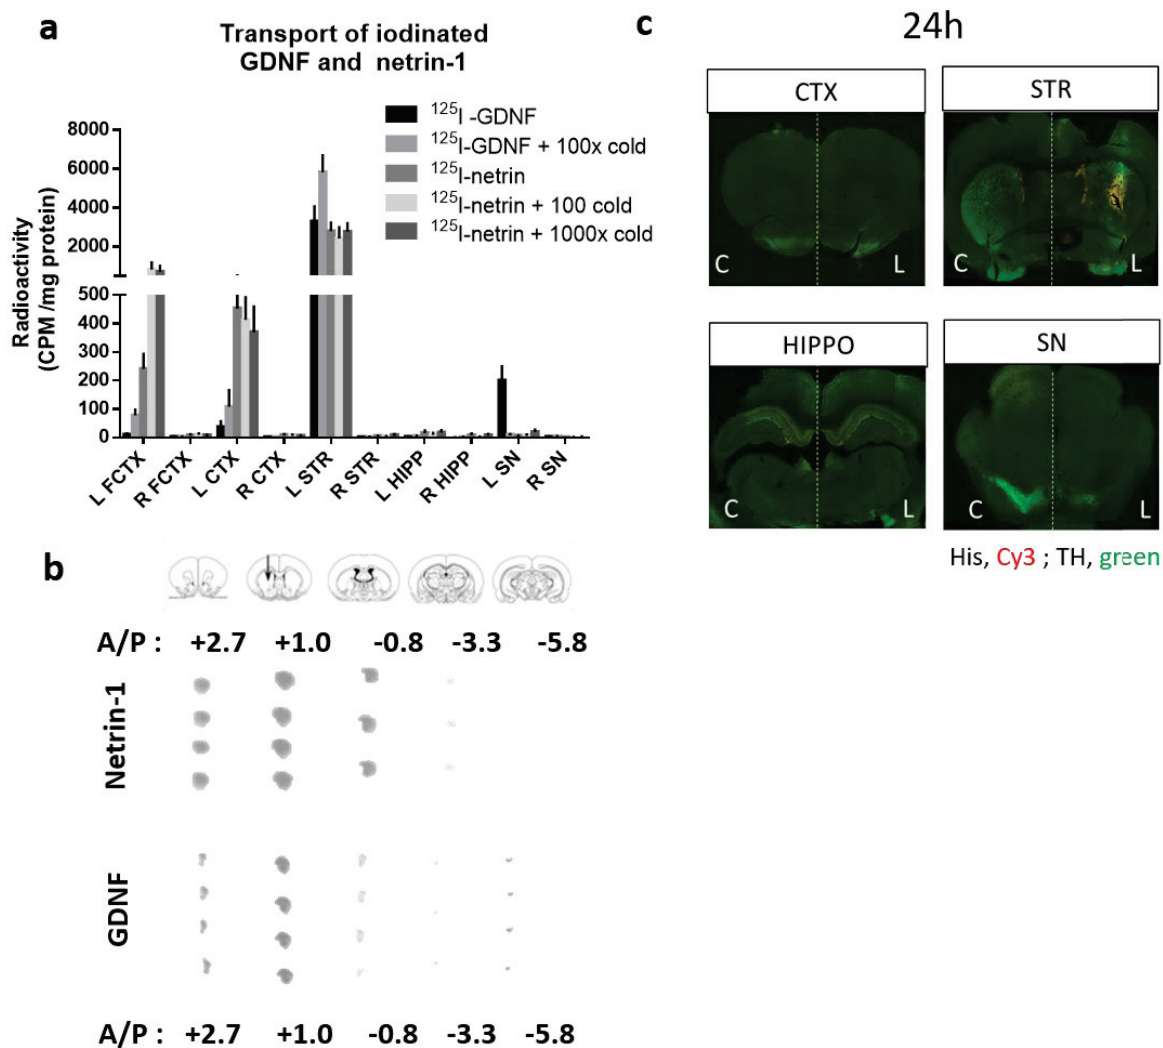 a
Transport of iodinated
GDNF and netrin-1
Radioactivity
(CPM /mg protein)
8000
6000
4000
2000
500
400
300
200
100
0
¹²⁵I -GDNF
¹²⁵I-GDNF + 100x cold
¹²⁵I-netrin
¹²⁵I-netrin + 100 cold
¹²⁵I-netrin + 1000x cold
L FCTX
R FCTX
L CTX
R CTX
L STR
R STR
L HIPP
R HIPP
L SN
R SN
b
A/P : +2.7 +1.0 -0.8 -3.3 -5.8
Netrin-1
GDNF
A/P : +2.7 +1.0 -0.8 -3.3 -5.8
c
24h
CTX
C L
STR
C L
HIPPO
C L
SN
C L
His, Cy3 ; TH, green